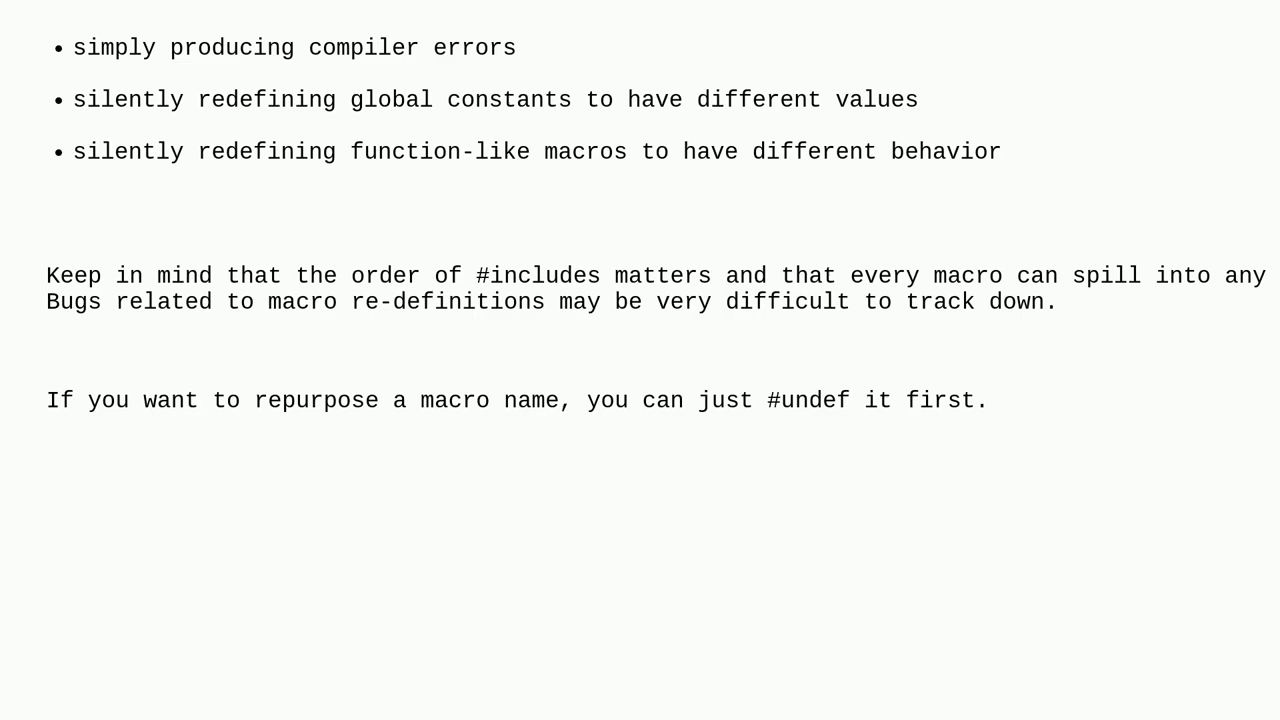 • simply producing compiler errors
• silently redefining global constants to have different values
• silently redefining function-like macros to have different behavior
Keep in mind that the order of #includes matters and that every macro can spill into any
Bugs related to macro re-definitions may be very difficult to track down.
If you want to repurpose a macro name, you can just #undef it first.